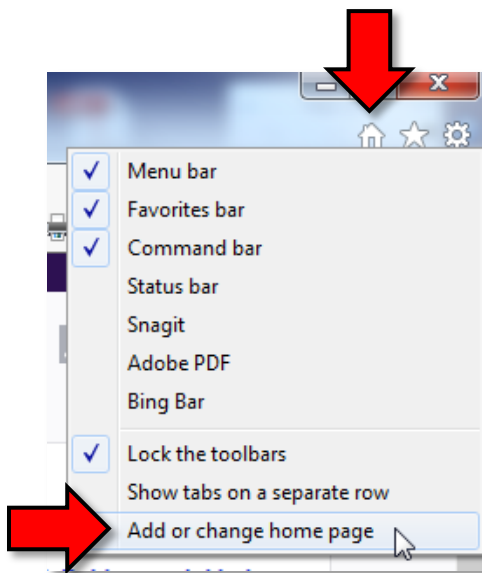 Menu bar
Favorites bar
Command bar
Status bar
Snagit
Adobe PDF
Bing Bar
Lock the toolbars
Show tabs on a separate row
Add or change home page